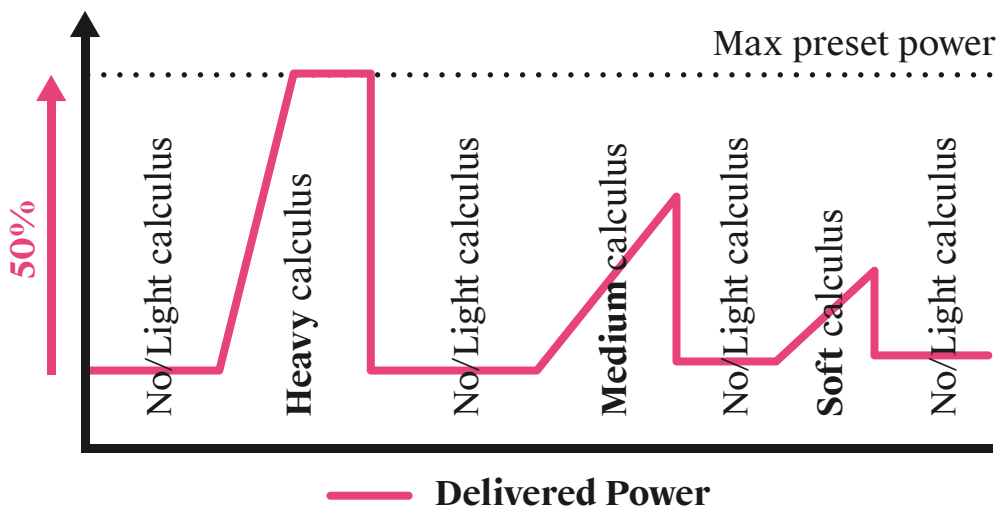 Max preset power
50%
No/Light calculus
Heavy calculus
No/Light calculus
Medium calculus
No/Light calculus
Soft calculus
No/Light calculus
Delivered Power